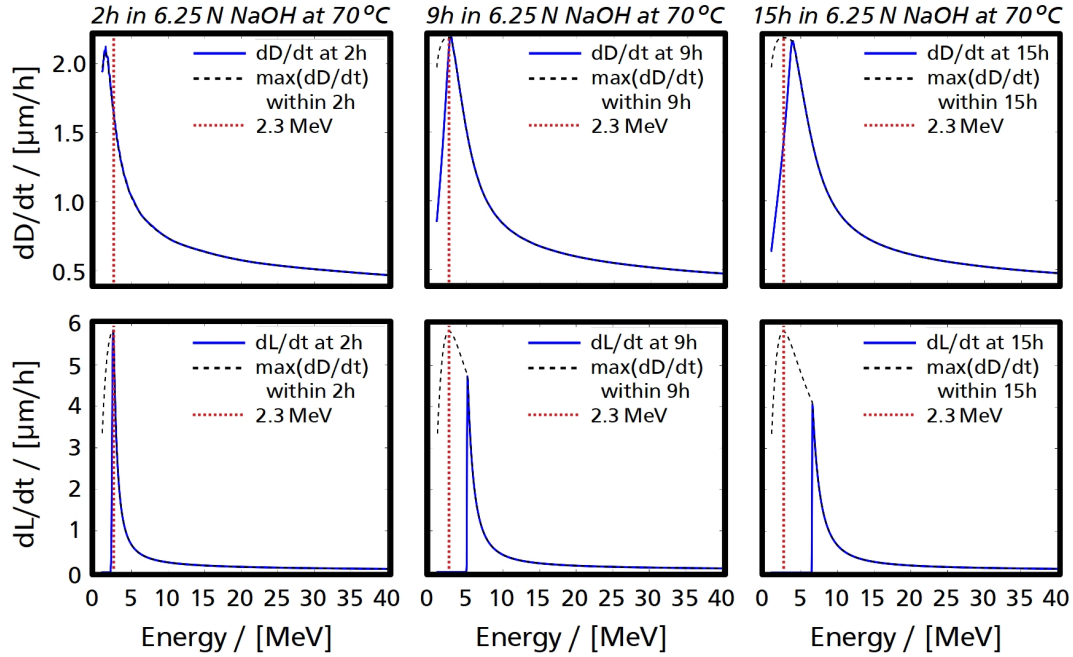 2h in 6.25 N NaOH at 70 °C
9h in 6.25 N NaOH at 70 °C
15h in 6.25 N NaOH at 70 °C
dD/dt / [µm/h]
2.0
1.5
1.0
0.5
dD/dt at 2h
max(dD/dt)
within 2h
2.3 MeV
dD/dt at 9h
max(dD/dt)
within 9h
2.3 MeV
dD/dt at 15h
max(dD/dt)
within 15h
2.3 MeV
dL/dt / [µm/h]
6
5
4
3
2
1
0
dL/dt at 2h
max(dD/dt)
within 2h
2.3 MeV
dL/dt at 9h
max(dD/dt)
within 9h
2.3 MeV
dL/dt at 15h
max(dD/dt)
within 15h
2.3 MeV
0 5 10 15 20 25 30 35 40
0 5 10 15 20 25 30 35 40
0 5 10 15 20 25 30 35 40
Energy / [MeV]
Energy / [MeV]
Energy / [MeV]